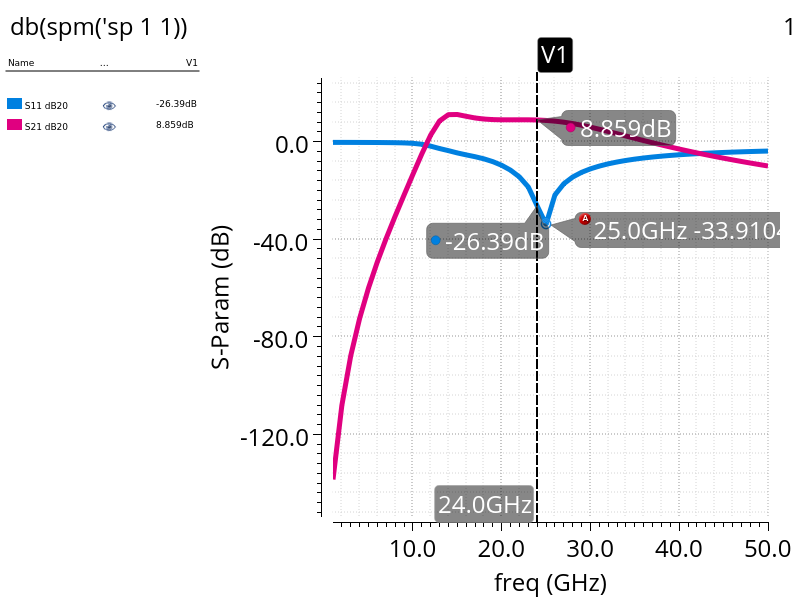 db(spm('sp 1 1))
1
Name ... V1
S11 dB20 -26.39dB
S21 dB20 8.859dB
V1
8.859dB
-26.39dB
A
25.0GHz -33.9104
24.0GHz
0.0
-40.0
-80.0
-120.0
S-Param (dB)
10.0 20.0 30.0 40.0 50.0
freq (GHz)